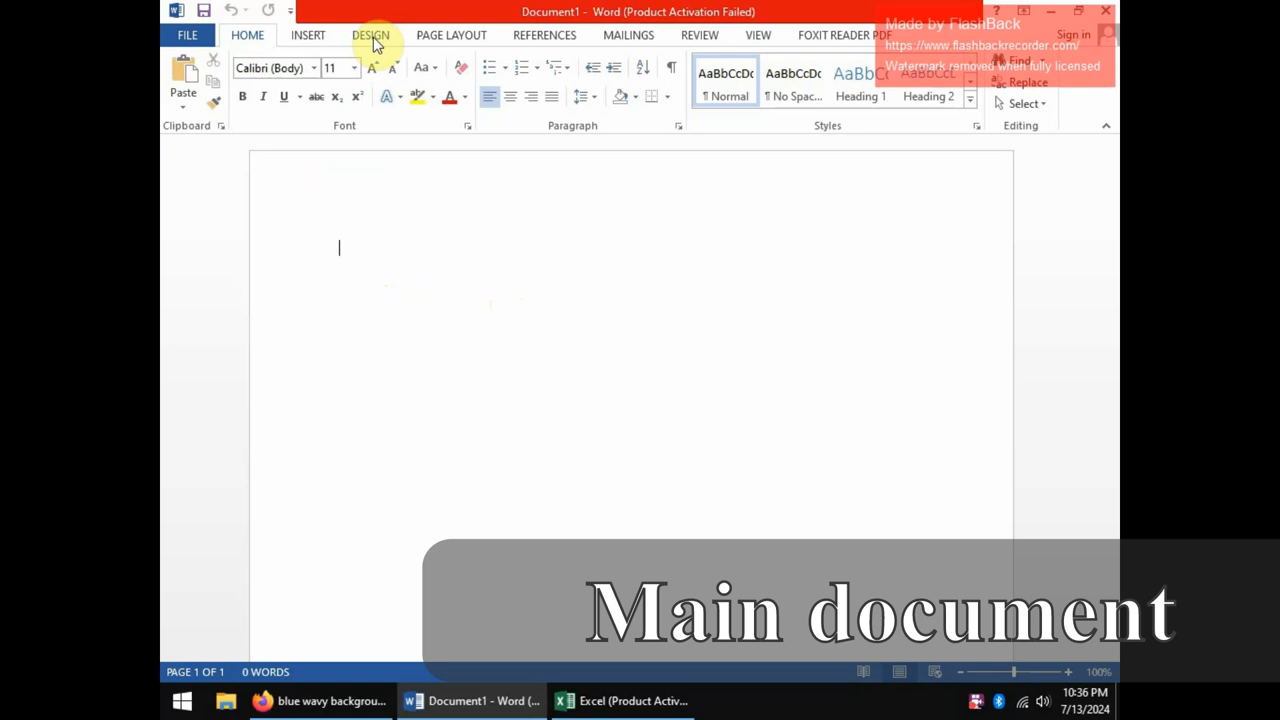 Document1 - Word (Product Activation Failed)
Made by FlashBack
https://www.flashbackrecorder.com/
Watermark removed when fully licensed
FILE HOME INSERT DESIGN PAGE LAYOUT REFERENCES MAILINGS REVIEW VIEW FOXIT READER PDF Sign in
Paste
Calibri (Body) 11
AaBbCcDc AaBbCcDc AaBbC AaBbCcD
¶ Normal ¶ No Spac... Heading 1 Heading 2
Find
Replace
Select
Clipboard Font Paragraph Styles Editing
Main document
PAGE 1 OF 1 0 WORDS 100%
blue wavy backgrou... Document1 - Word (... Excel (Product Activ...
10:36 PM
7/13/2024